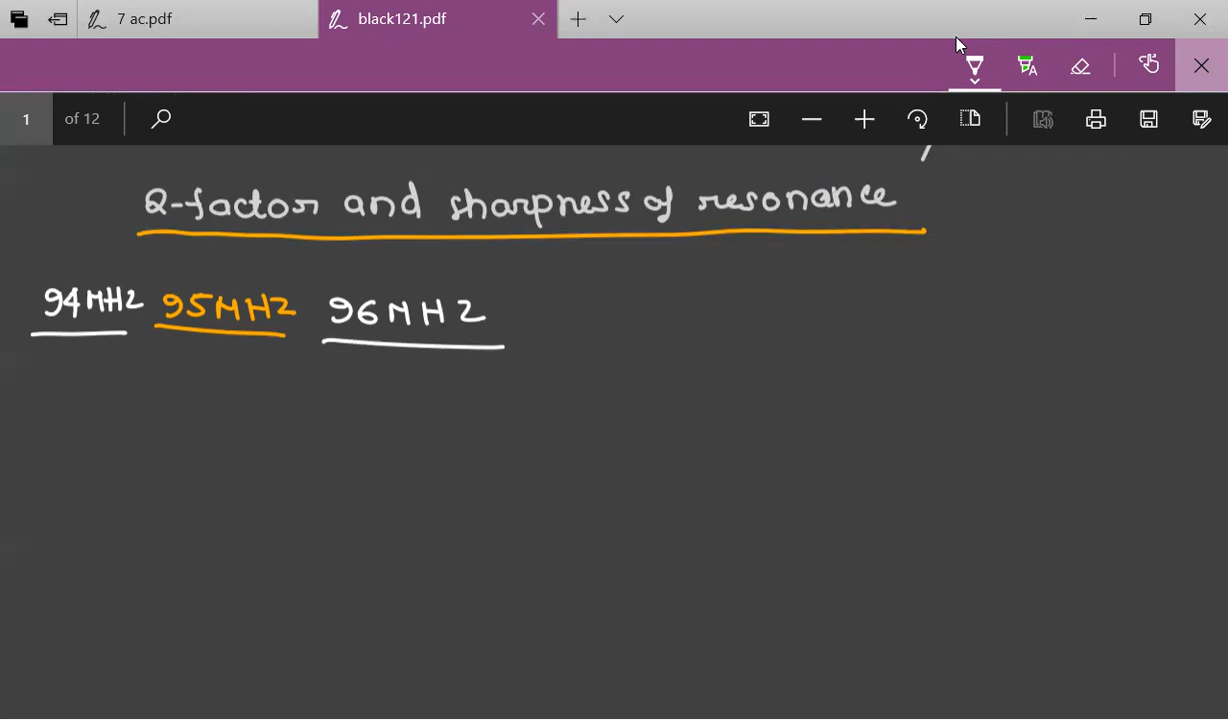 7 ac.pdf black121.pdf
1 of 12
Q-factor and sharpness of resonance
94MHZ 95MHZ 96MHZ